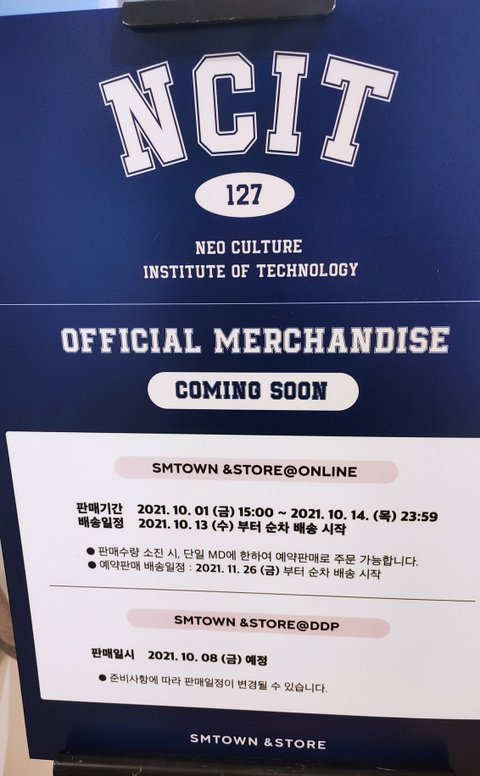 NCIT
127
NEO CULTURE
INSTITUTE OF TECHNOLOGY
OFFICIAL MERCHANDISE
COMING SOON
SMTOWN &STORE@ONLINE
판매기간 2021. 10. 01 (금) 15:00 ~ 2021. 10. 14. (목) 23:59
배송일정 2021. 10. 13 (수) 부터 순차 배송 시작
● 판매수량 소진 시, 단일 MD에 한하여 예약판매로 주문 가능합니다.
● 예약판매 배송일정 : 2021. 11. 26 (금) 부터 순차 배송 시작
SMTOWN &STORE@DDP
판매일시 2021. 10. 08 (금) 예정
● 준비사항에 따라 판매일정이 변경될 수 있습니다.
SMTOWN &STORE